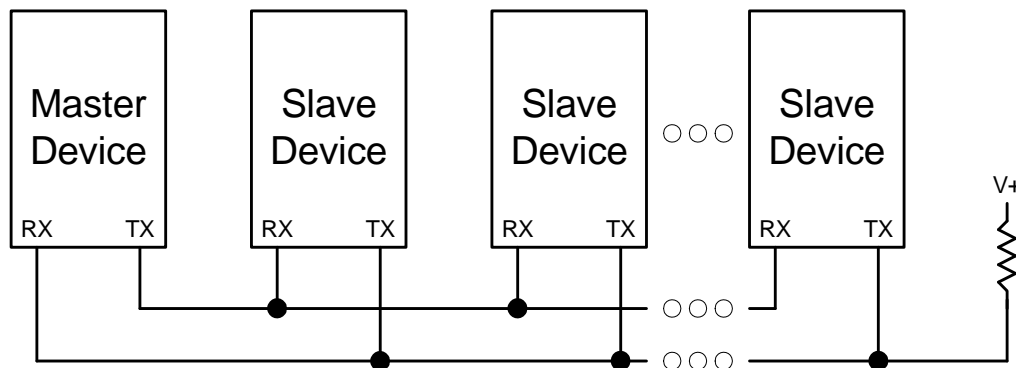 Master
Device
Slave
Device
Slave
Device
Slave
Device
V+
RX TX
RX TX
RX TX
RX TX